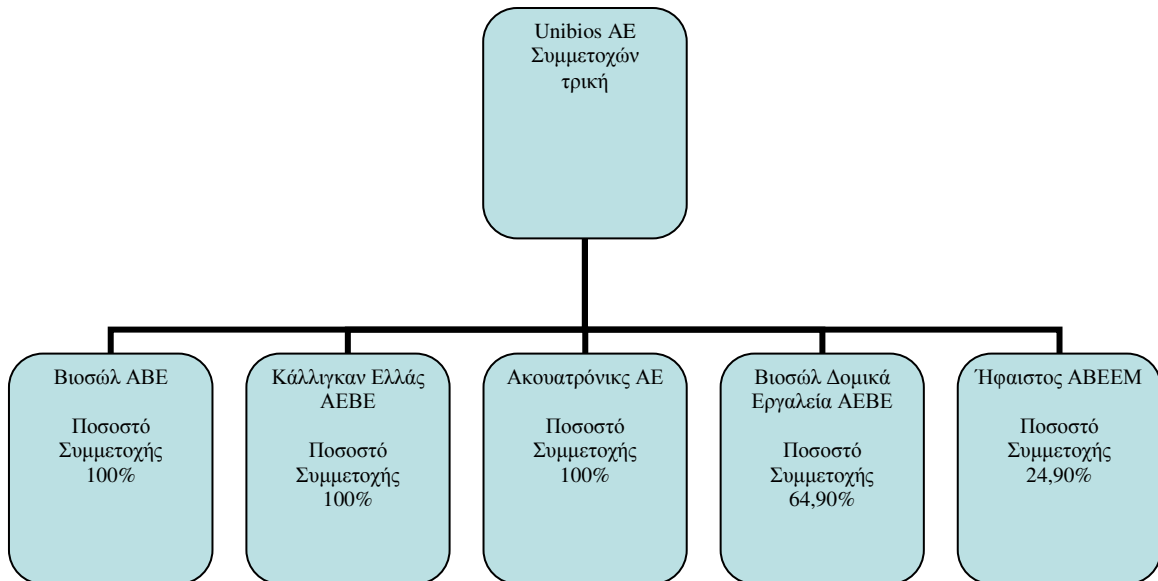 Unibios ΑΕ
Συμμετοχών
τρική
Βιοσώλ ΑΒΕ
Ποσοστό
Συμμετοχής
100%
Κάλλιγκαν Ελλάς
ΑΕΒΕ
Ποσοστό
Συμμετοχής
100%
Ακουατρόνικς ΑΕ
Ποσοστό
Συμμετοχής
100%
Βιοσώλ Δομικά
Εργαλεία ΑΕΒΕ
Ποσοστό
Συμμετοχής
64,90%
Ήφαιστος ΑΒΕΕΜ
Ποσοστό
Συμμετοχής
24,90%